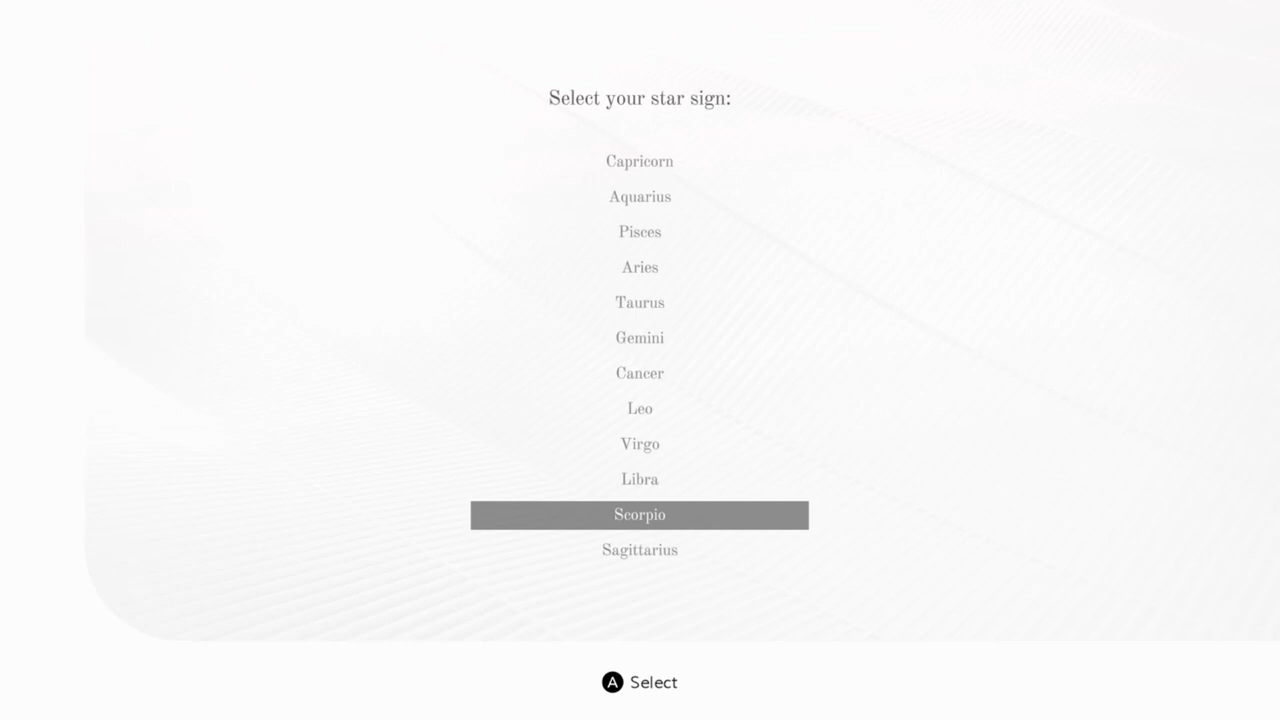 Select your star sign:
Capricorn
Aquarius
Pisces
Aries
Taurus
Gemini
Cancer
Leo
Virgo
Libra
Scorpio
Sagittarius
A Select